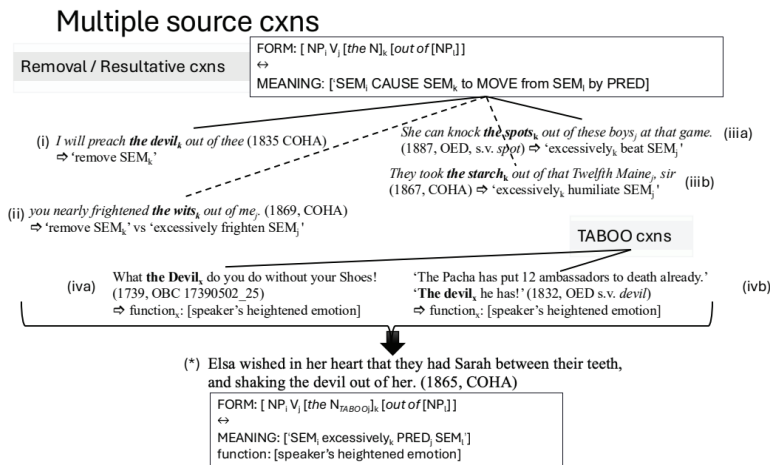 Multiple source cxns
Removal / Resultative cxns
FORM: [ NPᵢ Vⱼ [the N]ₖ [out of [NPₗ] ]
↔
MEANING: ['SEMᵢ CAUSE SEMₖ to MOVE from SEMₗ by PRED]
(i) I will preach the devilₖ out of thee (1835 COHA)
⇨ 'remove SEMₖ'
She can knock the spotsₖ out of these boysⱼ at that game. (iiia)
(1887, OED, s.v. spot) ⇨ 'excessivelyₖ beat SEMⱼ'
They took the starchₖ out of that Twelfth Maineⱼ, sir
(1867, COHA) ⇨ 'excessivelyₖ humiliate SEMⱼ' (iiib)
(ii) you nearly frightened the witsₖ out of meⱼ. (1869, COHA)
⇨ 'remove SEMₖ' vs 'excessively frighten SEMⱼ'
TABOO cxns
(iva) What the Devilₓ do you do without your Shoes!
(1739, OBC 17390502_25)
⇨ functionₓ: [speaker's heightened emotion]
'The Pacha has put 12 ambassadors to death already.'
'The devilₓ he has!' (1832, OED s.v. devil) (ivb)
⇨ functionₓ: [speaker's heightened emotion]
(*) Elsa wished in her heart that they had Sarah between their teeth,
and shaking the devil out of her. (1865, COHA)
FORM: [ NPᵢ Vⱼ [the N_TABOOj]ₖ [out of [NPₗ] ]
↔
MEANING: ['SEMᵢ excessivelyₖ PREDⱼ SEMₗ']
function: [speaker's heightened emotion]